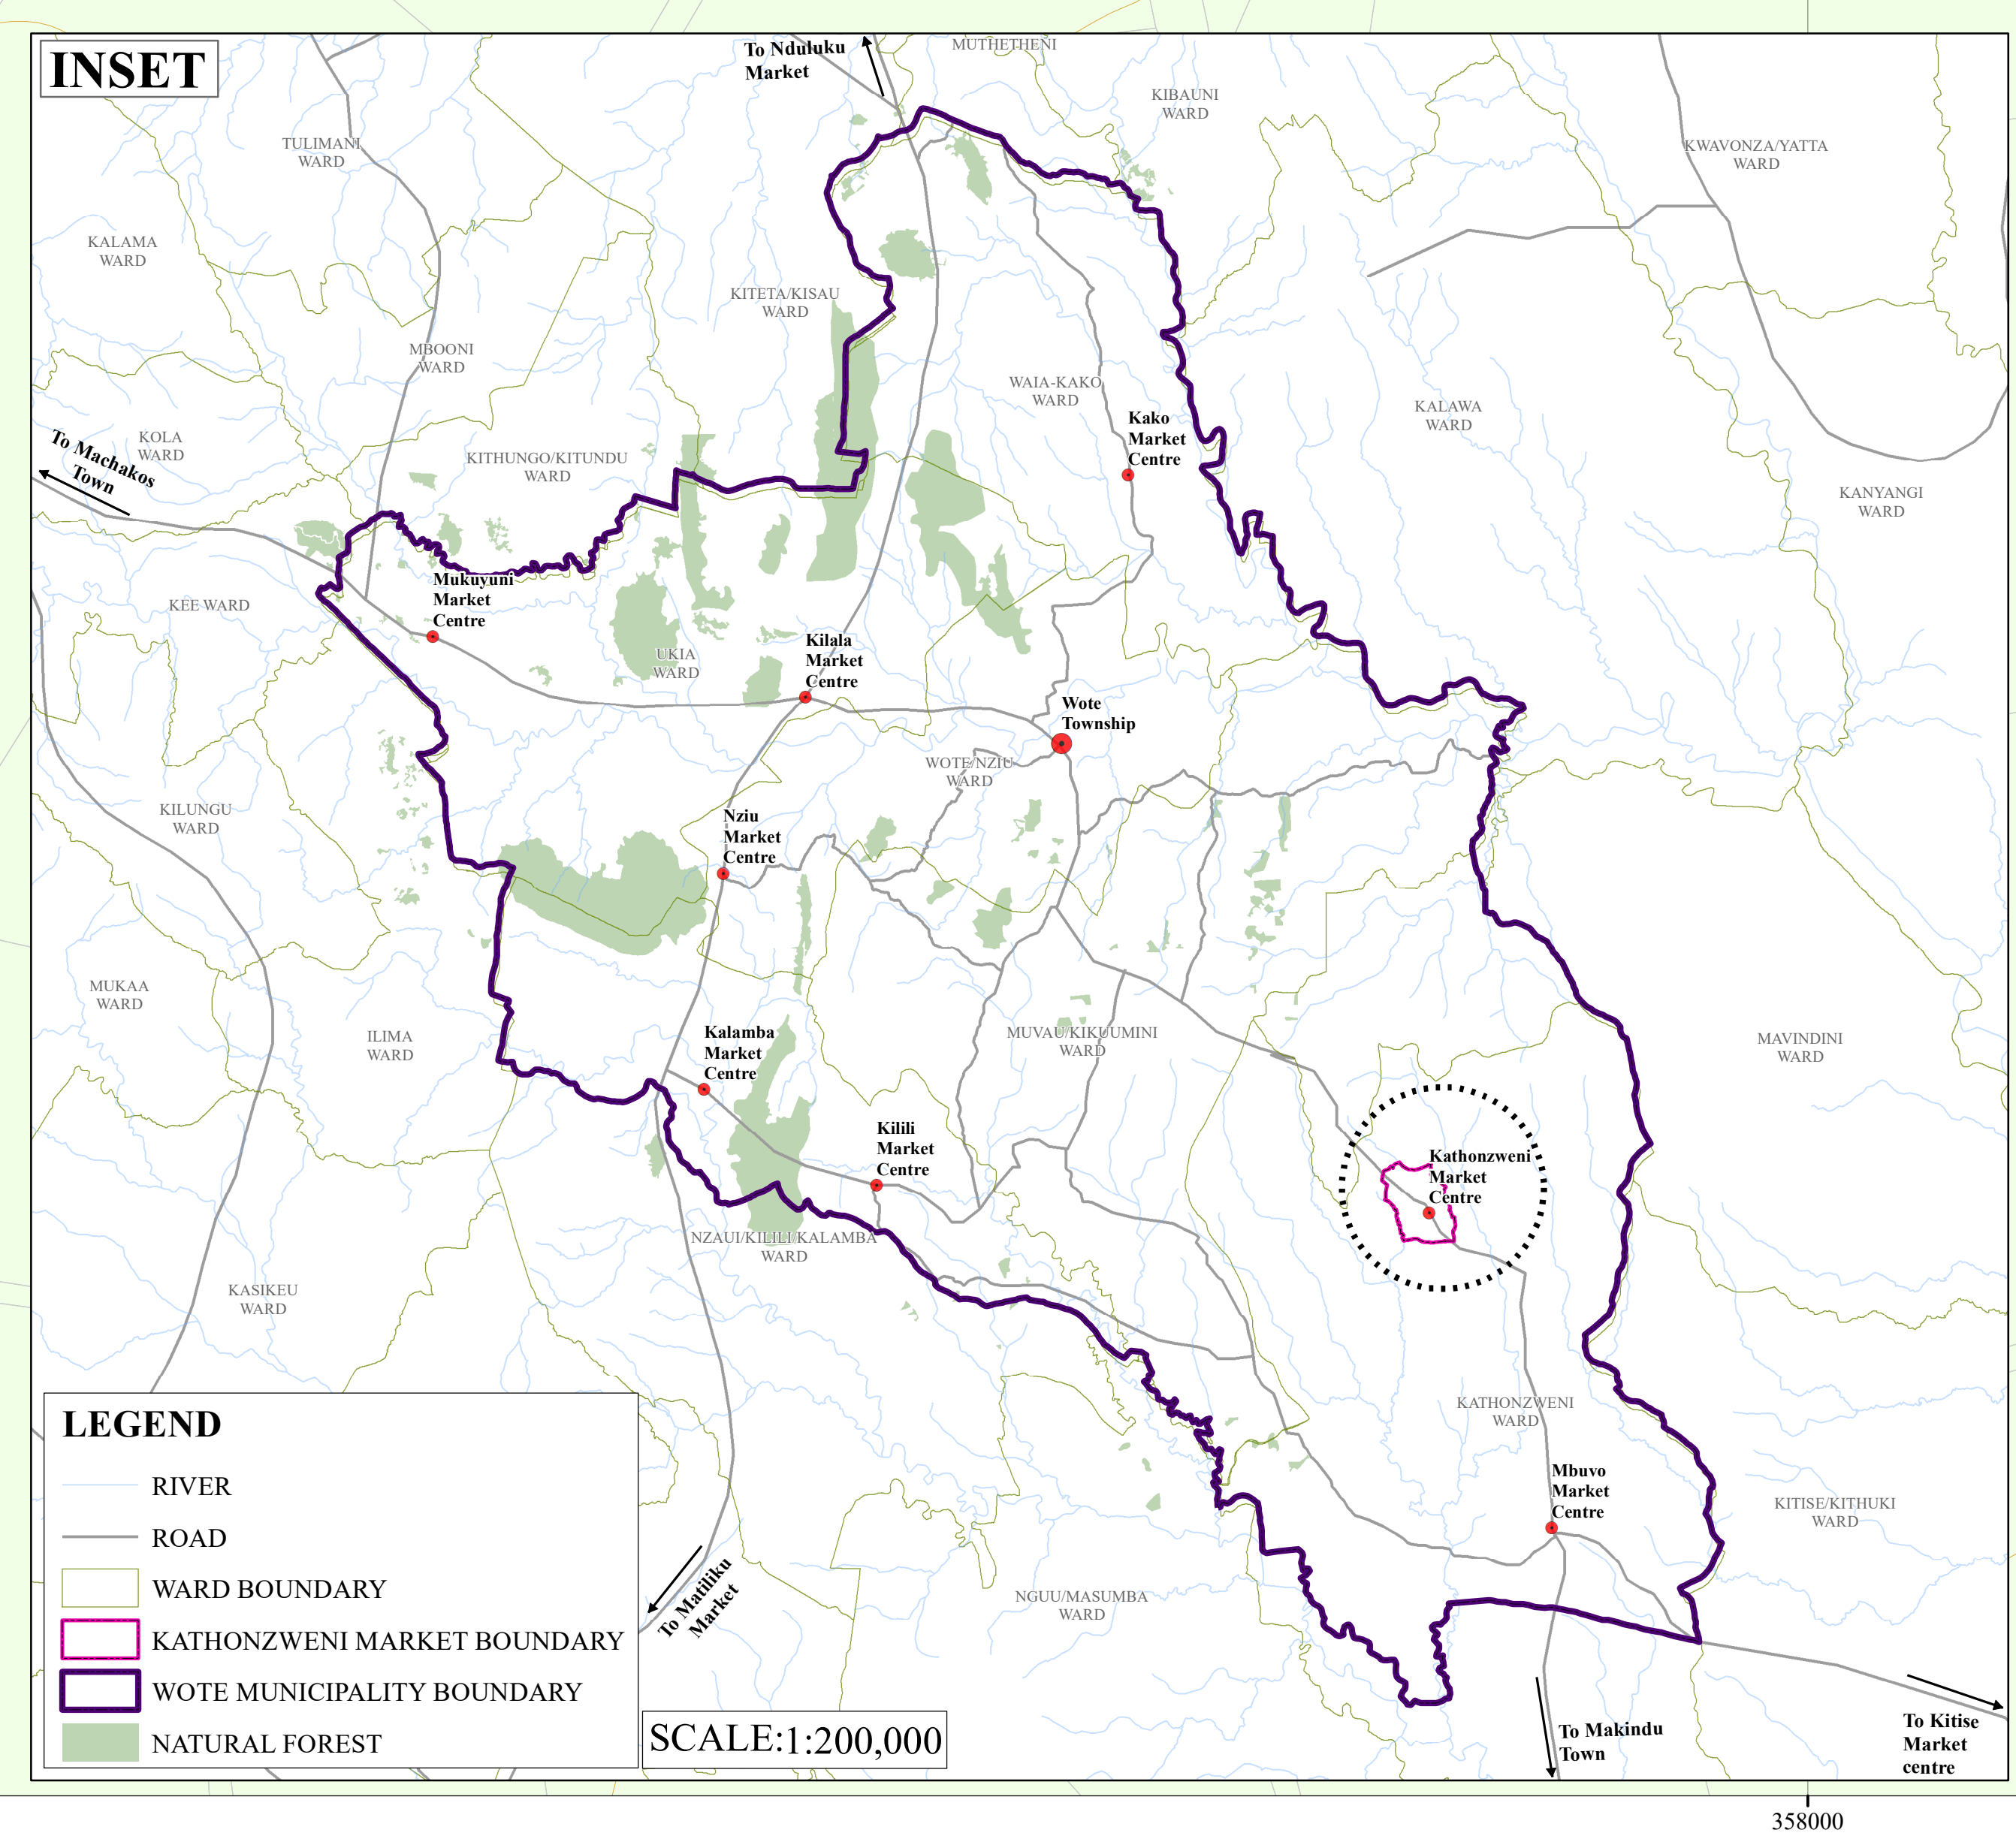 INSET
To Nduluku
Market
MUTHETHENI
KIBAUNI
WARD
TULIMANI
WARD
KWAVONZA/YATTA
WARD
KALAMA
WARD
KITETA/KISAU
WARD
MBOONI
WARD
WAIA-KAKO
WARD
KALAWA
WARD
Kako
Market
Centre
KOLA
WARD
To Machakos
Town
KITHUNGO/KITUNDU
WARD
KANYANGI
WARD
Mukuyuni
Market
Centre
KEE WARD
Kilala
Market
Centre
UKIA
WARD
Wote
Township
WOTE/NZIU
WARD
KILUNGU
WARD
Nziu
Market
Centre
MUKAA
WARD
ILIMA
WARD
Kalamba
Market
Centre
MUVAU/KIKUUMINI
WARD
MAVINDINI
WARD
Kilili
Market
Centre
Kathonzweni
Market
Centre
NZAUI/KILILI/KALAMBA
WARD
KASIKEU
WARD
KATHONZWENI
WARD
Mbuvo
Market
Centre
KITISE/KITHUKI
WARD
NGUU/MASUMBA
WARD
To Matiliku
Market
To Makindu
Town
To Kitise
Market
centre
LEGEND
RIVER
ROAD
WARD BOUNDARY
KATHONZWENI MARKET BOUNDARY
WOTE MUNICIPALITY BOUNDARY
NATURAL FOREST
SCALE:1:200,000
358000